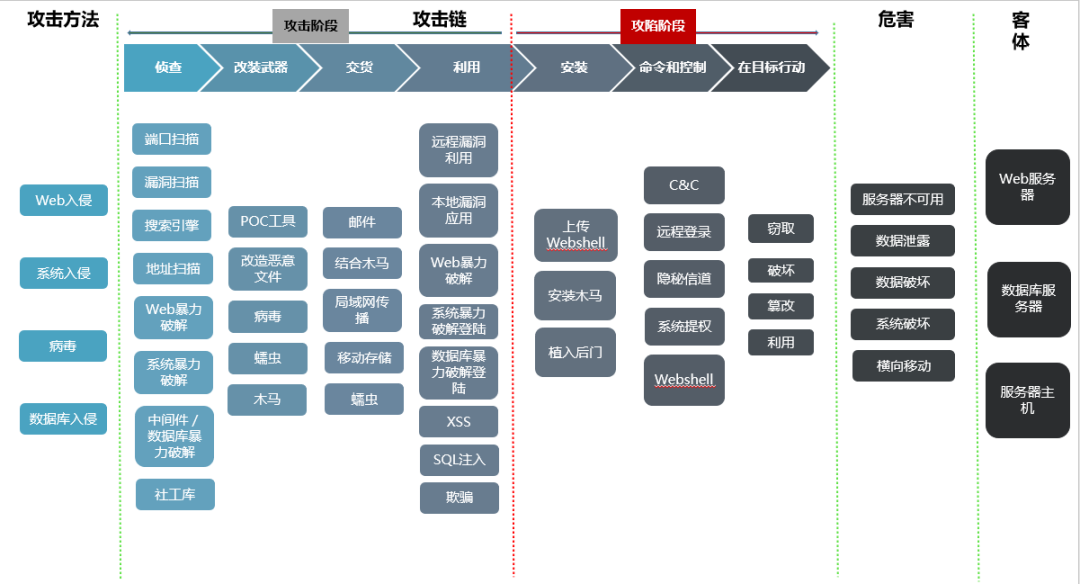 攻击方法
攻击阶段
攻击链
攻陷阶段
危害
客
体
侦查
改装武器
交货
利用
安装
命令和控制
在目标行动
Web入侵
系统入侵
病毒
数据库入侵
端口扫描
漏洞扫描
搜索引擎
地址扫描
Web暴力
破解
系统暴力
破解
中间件 /
数据库暴
力破解
社工库
POC工具
改造恶意
文件
病毒
蠕虫
木马
邮件
结合木马
局域网传
播
移动存储
蠕虫
远程漏洞
利用
本地漏洞
应用
Web暴力
破解
系统暴力
破解登陆
数据库暴
力破解登
陆
XSS
SQL注入
欺骗
上传
Webshell
安装木马
植入后门
C&C
远程登录
隐秘信道
系统提权
Webshell
窃取
破坏
篡改
利用
服务器不可用
数据泄露
数据破坏
系统破坏
横向移动
Web服务
器
数据库服
务器
服务器主
机